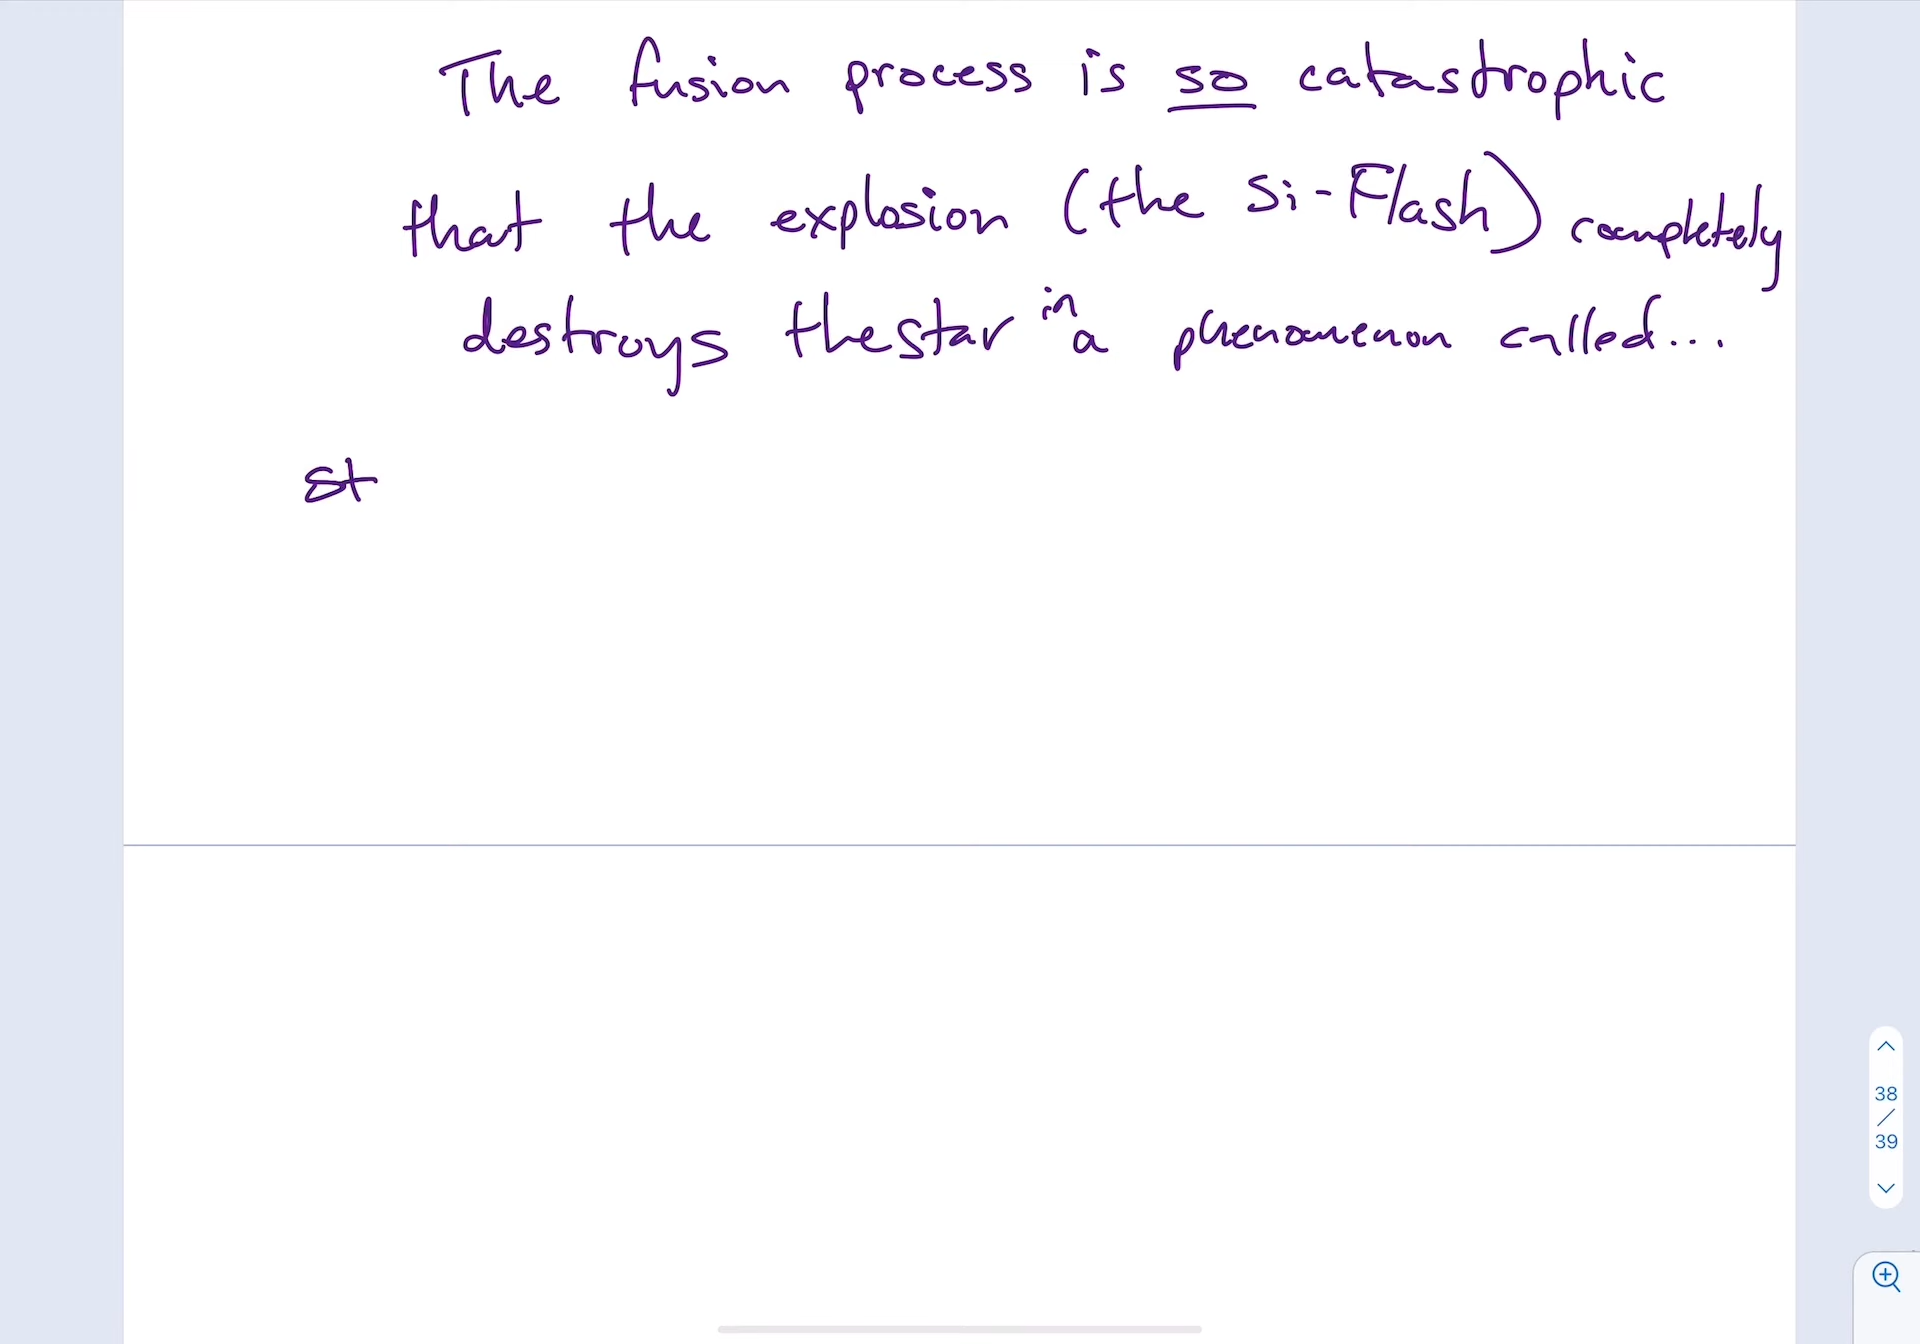 The fusion process is so catastrophic
that the explosion (the Si-Flash) completely
destroys the star in a phenomenon called...
st
38
/
39